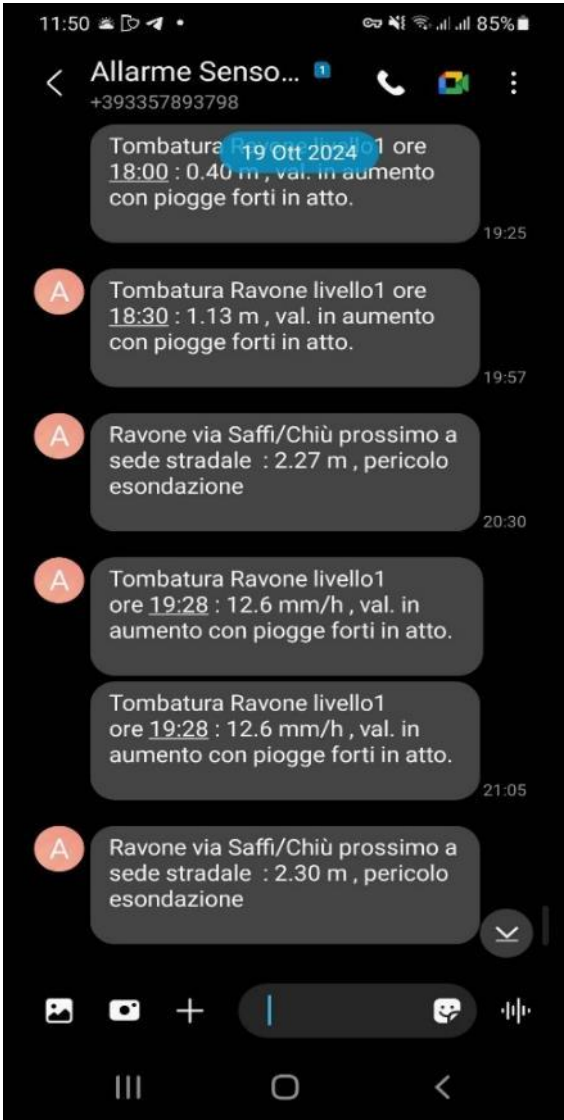 11:50
85%
Allarme Senso... 1
+393357893798
19 Ott 2024
Tombatura Ravone livello1 ore
18:00 : 0.40 m , val. in aumento
con piogge forti in atto.
19:25
A
Tombatura Ravone livello1 ore
18:30 : 1.13 m , val. in aumento
con piogge forti in atto.
19:57
A
Ravone via Saffi/Chiù prossimo a
sede stradale : 2.27 m , pericolo
esondazione
20:30
A
Tombatura Ravone livello1
ore 19:28 : 12.6 mm/h , val. in
aumento con piogge forti in atto.
Tombatura Ravone livello1
ore 19:28 : 12.6 mm/h , val. in
aumento con piogge forti in atto.
21:05
A
Ravone via Saffi/Chiù prossimo a
sede stradale : 2.30 m , pericolo
esondazione